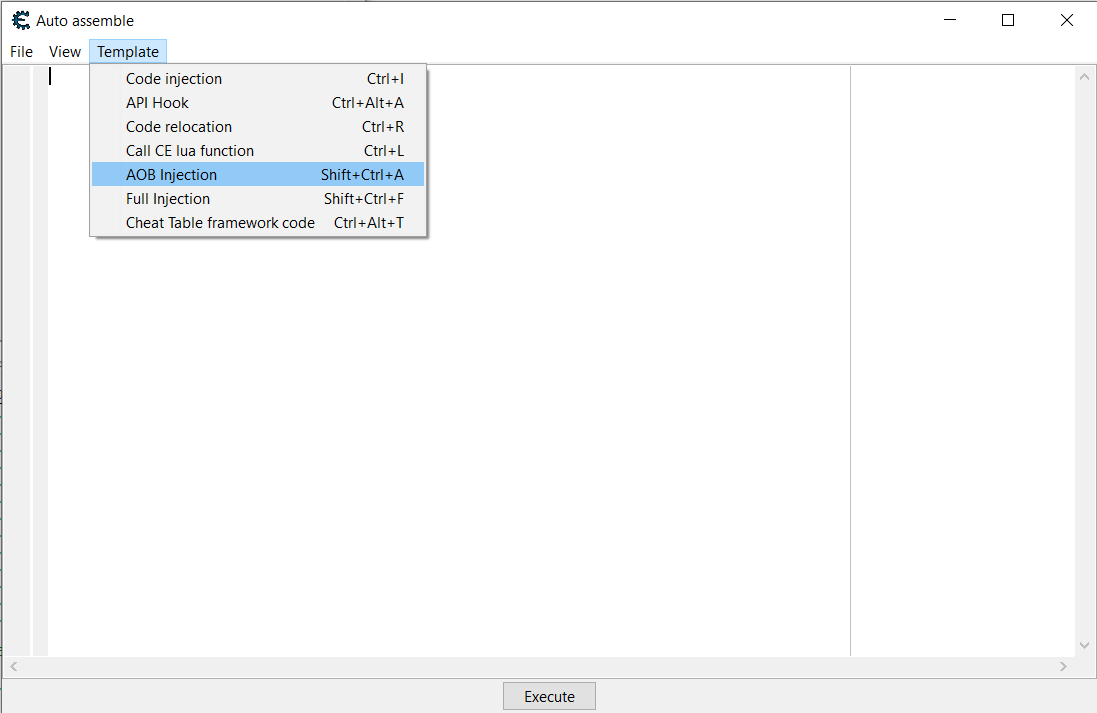 Auto assemble
File View Template
Code injection Ctrl+I
API Hook Ctrl+Alt+A
Code relocation Ctrl+R
Call CE lua function Ctrl+L
AOB Injection Shift+Ctrl+A
Full Injection Shift+Ctrl+F
Cheat Table framework code Ctrl+Alt+T
Execute